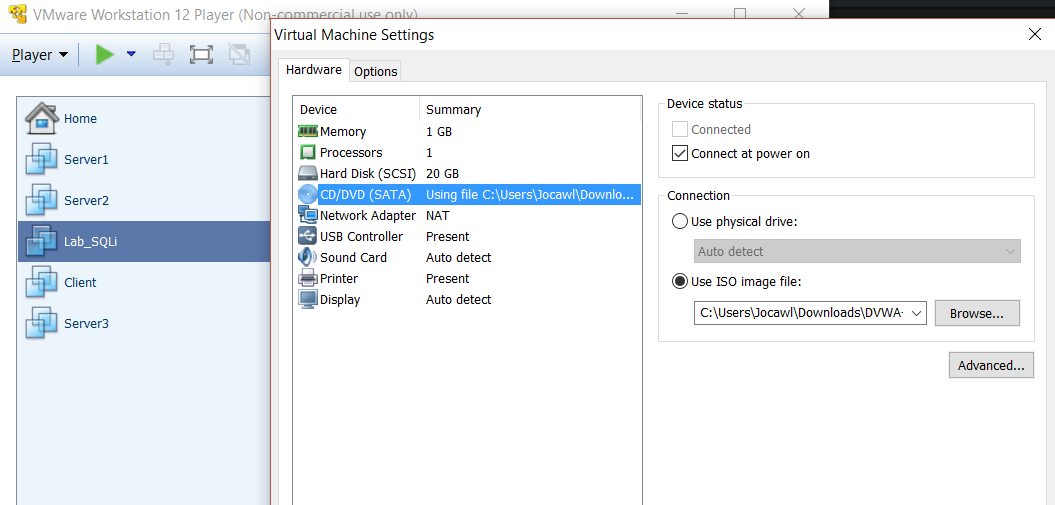 VMware Workstation 12 Player (Non-commercial use only)
Player
Home
Server1
Server2
Lab_SQLi
Client
Server3
Virtual Machine Settings
Hardware Options
Device Summary
Memory 1 GB
Processors 1
Hard Disk (SCSI) 20 GB
CD/DVD (SATA) Using file C:\Users\Jocawl\Downlo...
Network Adapter NAT
USB Controller Present
Sound Card Auto detect
Printer Present
Display Auto detect
Device status
Connected
Connect at power on
Connection
Use physical drive:
Auto detect
Use ISO image file:
C:\Users\Jocawl\Downloads\DVWA-
Browse...
Advanced...